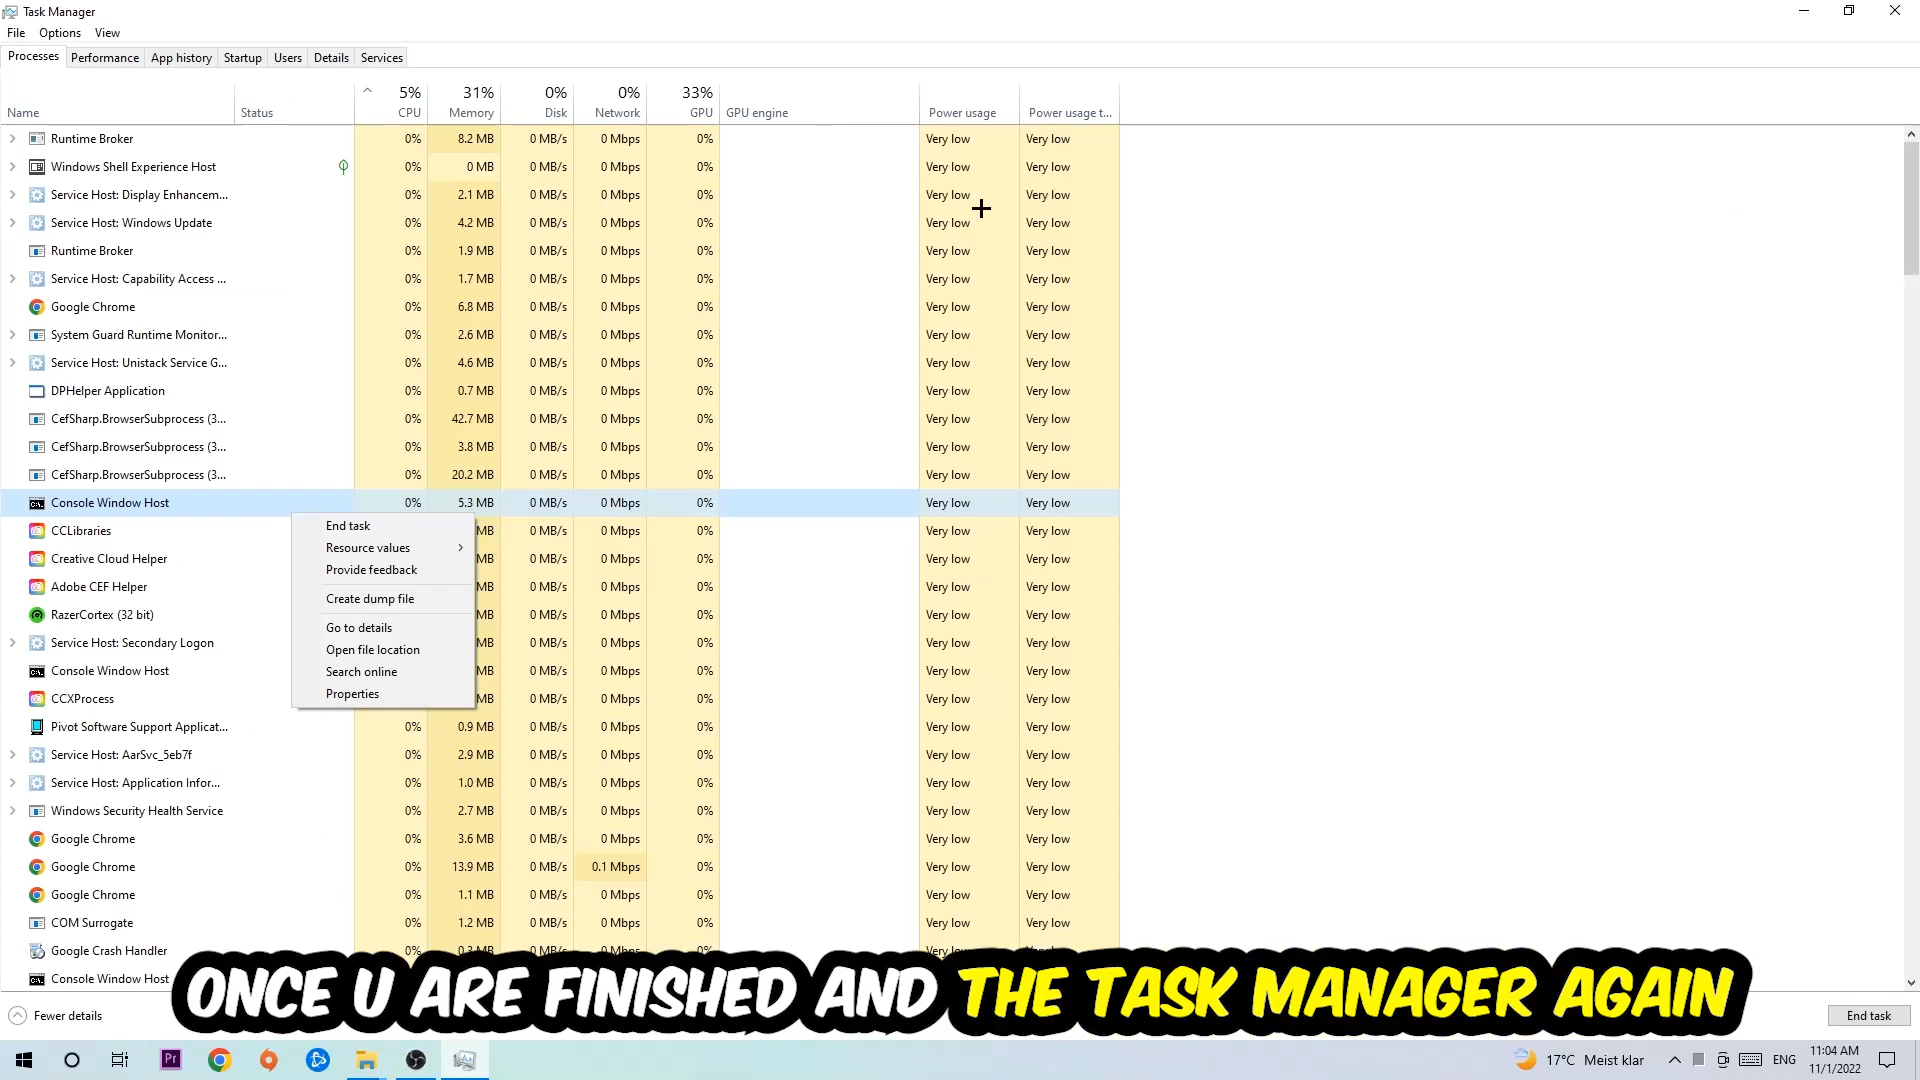 Task Manager
File Options View
Processes Performance App history Startup Users Details Services
5% 31% 0% 0% 33%
Name Status CPU Memory Disk Network GPU GPU engine Power usage Power usage t...
Runtime Broker 0% 8.2 MB 0 MB/s 0 Mbps 0% Very low Very low
Windows Shell Experience Host 0% 0 MB 0 MB/s 0 Mbps 0% Very low Very low
Service Host: Display Enhancem... 0% 2.1 MB 0 MB/s 0 Mbps 0% Very low Very low
Service Host: Windows Update 0% 4.2 MB 0 MB/s 0 Mbps 0% Very low Very low
Runtime Broker 0% 1.9 MB 0 MB/s 0 Mbps 0% Very low Very low
Service Host: Capability Access ... 0% 1.7 MB 0 MB/s 0 Mbps 0% Very low Very low
Google Chrome 0% 6.8 MB 0 MB/s 0 Mbps 0% Very low Very low
System Guard Runtime Monitor... 0% 2.6 MB 0 MB/s 0 Mbps 0% Very low Very low
Service Host: Unistack Service G... 0% 4.6 MB 0 MB/s 0 Mbps 0% Very low Very low
DPHelper Application 0% 0.7 MB 0 MB/s 0 Mbps 0% Very low Very low
CefSharp.BrowserSubprocess (3... 0% 42.7 MB 0 MB/s 0 Mbps 0% Very low Very low
CefSharp.BrowserSubprocess (3... 0% 3.8 MB 0 MB/s 0 Mbps 0% Very low Very low
CefSharp.BrowserSubprocess (3... 0% 20.2 MB 0 MB/s 0 Mbps 0% Very low Very low
Console Window Host 0% 5.3 MB 0 MB/s 0 Mbps 0% Very low Very low
End task
Resource values
Provide feedback
Create dump file
Go to details
Open file location
Search online
Properties
CCLibraries MB 0 MB/s 0 Mbps 0% Very low Very low
Creative Cloud Helper MB 0 MB/s 0 Mbps 0% Very low Very low
Adobe CEF Helper MB 0 MB/s 0 Mbps 0% Very low Very low
RazerCortex (32 bit) MB 0 MB/s 0 Mbps 0% Very low Very low
Service Host: Secondary Logon MB 0 MB/s 0 Mbps 0% Very low Very low
Console Window Host MB 0 MB/s 0 Mbps 0% Very low Very low
CCXProcess MB 0 MB/s 0 Mbps 0% Very low Very low
Pivot Software Support Applicat... 0% 0.9 MB 0 MB/s 0 Mbps 0% Very low Very low
Service Host: AarSvc_5eb7f 0% 2.9 MB 0 MB/s 0 Mbps 0% Very low Very low
Service Host: Application Infor... 0% 1.0 MB 0 MB/s 0 Mbps 0% Very low Very low
Windows Security Health Service 0% 2.7 MB 0 MB/s 0 Mbps 0% Very low Very low
Google Chrome 0% 3.6 MB 0 MB/s 0 Mbps 0% Very low Very low
Google Chrome 0% 13.9 MB 0 MB/s 0.1 Mbps 0% Very low Very low
Google Chrome 0% 1.1 MB 0 MB/s 0 Mbps 0% Very low Very low
COM Surrogate 0% 1.2 MB 0 MB/s 0 Mbps 0% Very low Very low
Google Crash Handler 0% 0.3 MB 0 MB/s 0 Mbps 0%
Console Window Host
ONCE U ARE FINISHED AND THE TASK MANAGER AGAIN
Fewer details End task
Pr 17°C Meist klar ENG 11:04 AM
11/1/2022